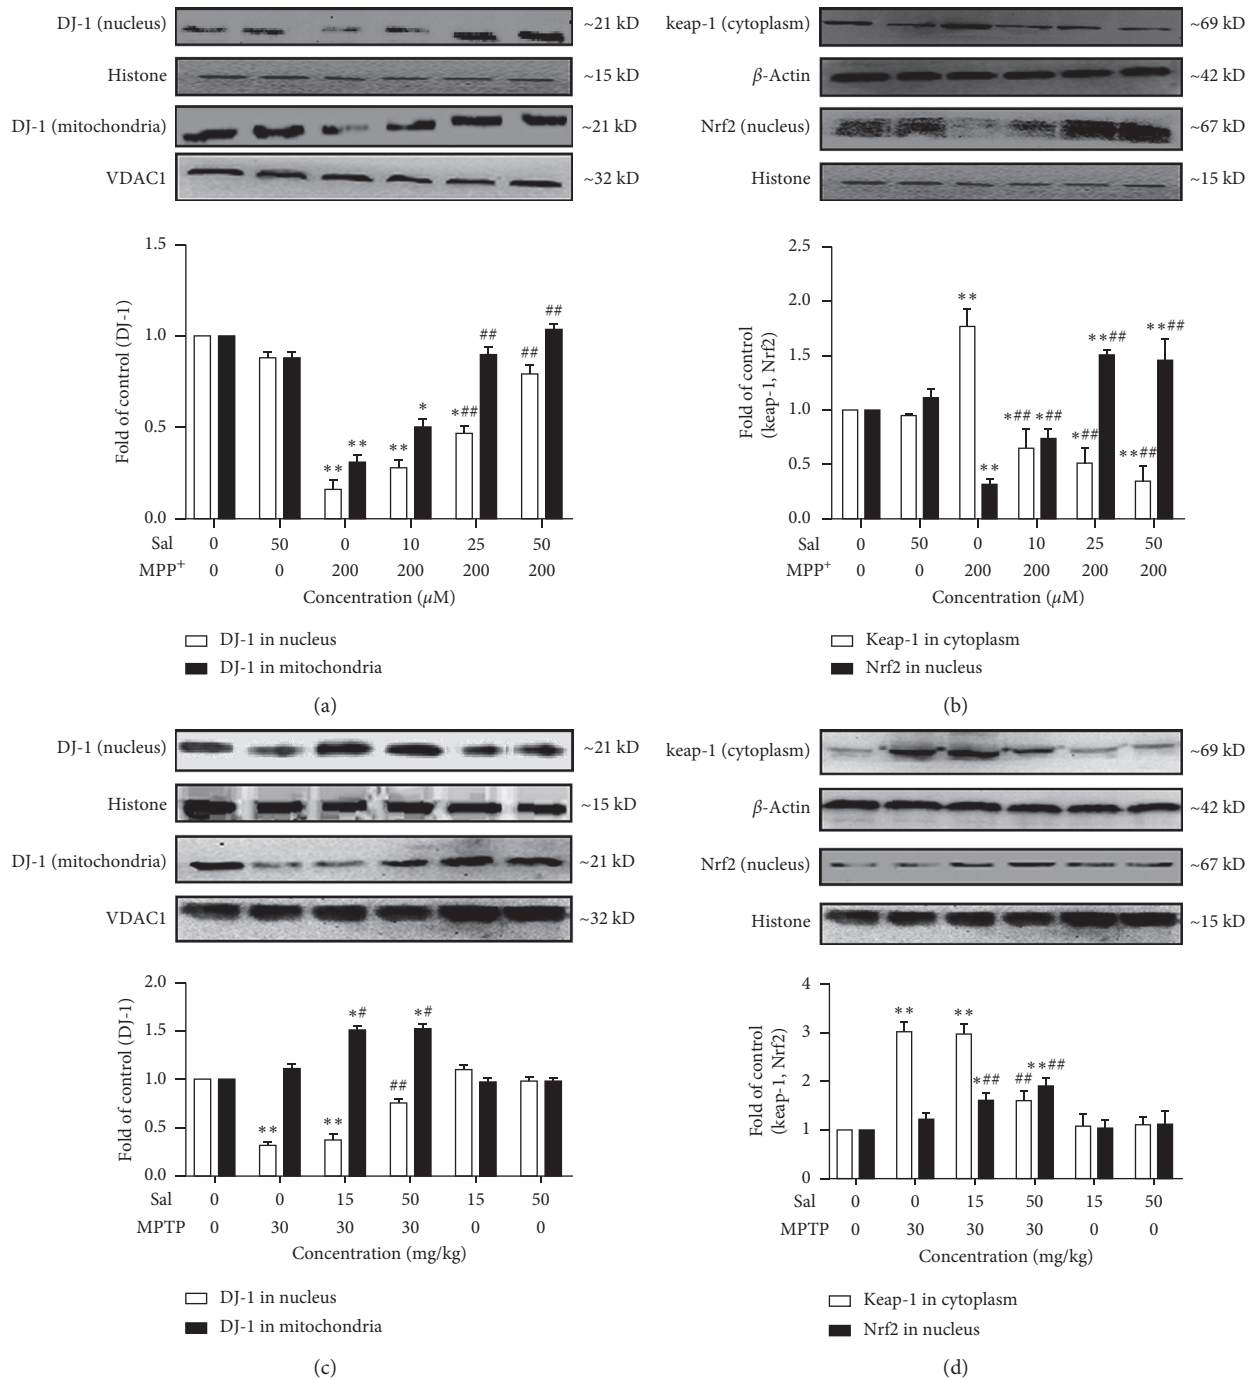 DJ-1 (nucleus) ~21 kD
Histone ~15 kD
DJ-1 (mitochondria) ~21 kD
VDAC1 ~32 kD
1.5
1.0
0.5
0.0
Fold of control (DJ-1)
** ** ** * *## ## ## ##
Sal 0 50 0 10 25 50
MPP+ 0 0 200 200 200 200
Concentration (μM)
DJ-1 in nucleus
DJ-1 in mitochondria
(a)
keap-1 (cytoplasm) ~69 kD
β-Actin ~42 kD
Nrf2 (nucleus) ~67 kD
Histone ~15 kD
2.5
2.0
1.5
1.0
0.5
0.0
Fold of control
(keap-1, Nrf2)
** ** *## *## *## **## **## **##
Sal 0 50 0 10 25 50
MPP+ 0 0 200 200 200 200
Concentration (μM)
Keap-1 in cytoplasm
Nrf2 in nucleus
(b)
DJ-1 (nucleus) ~21 kD
Histone ~15 kD
DJ-1 (mitochondria) ~21 kD
VDAC1 ~32 kD
2.0
1.5
1.0
0.5
0.0
Fold of control (DJ-1)
** ** *# ## *#
Sal 0 0 15 50 15 50
MPTP 0 30 30 30 0 0
Concentration (mg/kg)
DJ-1 in nucleus
DJ-1 in mitochondria
(c)
keap-1 (cytoplasm) ~69 kD
β-Actin ~42 kD
Nrf2 (nucleus) ~67 kD
Histone ~15 kD
4
3
2
1
0
Fold of control
(keap-1, Nrf2)
** ** *## ## **##
Sal 0 0 15 50 15 50
MPTP 0 30 30 30 0 0
Concentration (mg/kg)
Keap-1 in cytoplasm
Nrf2 in nucleus
(d)